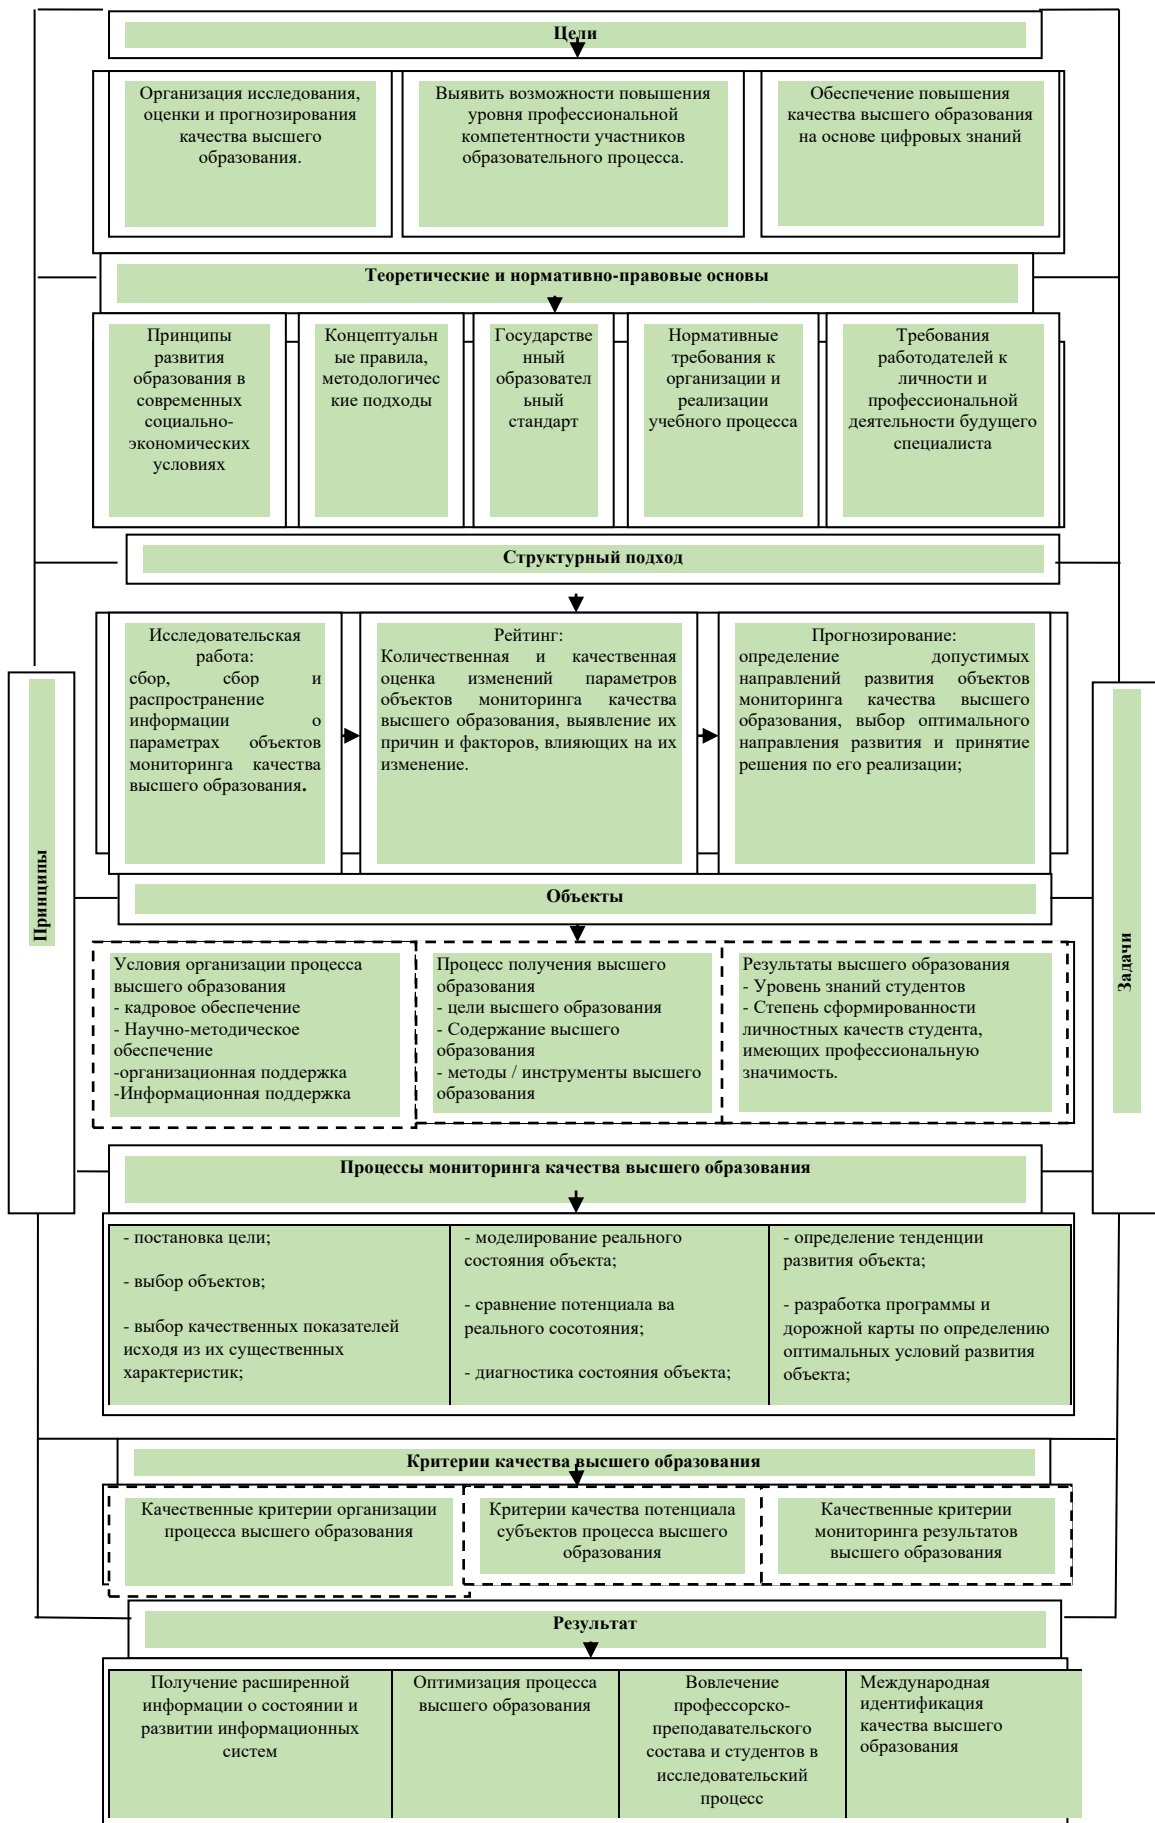 Цели
Организация исследования,
оценки и прогнозирования
качества высшего
образования.
Выявить возможности повышения
уровня профессиональной
компетентности участников
образовательного процесса.
Обеспечение повышения
качества высшего образования
на основе цифровых знаний
Теоретические и нормативно-правовые основы
Принципы
развития
образования в
современных
социально-
экономических
условиях
Концептуальн
ые правила,
методологичес
кие подходы
Государстве
нный
образовател
ьный
стандарт
Нормативные
требования к
организации и
реализации
учебного процесса
Требования
работодателей к
личности и
профессиональной
деятельности будущего
специалиста
Структурный подход
Исследовательская
работа:
сбор, сбор и
распространение
информации о
параметрах объектов
мониторинга качества
высшего образования.
Рейтинг:
Количественная и качественная
оценка изменений параметров
объектов мониторинга качества
высшего образования, выявление их
причин и факторов, влияющих на их
изменение.
Прогнозирование:
определение допустимых
направлений развития объектов
мониторинга качества высшего
образования, выбор оптимального
направления развития и принятие
решения по его реализации;
Принципы
Задачи
Объекты
Условия организации процесса
высшего образования
- кадровое обеспечение
- Научно-методическое
обеспечение
-организационная поддержка
-Информационная поддержка
Процесс получения высшего
образования
- цели высшего образования
- Содержание высшего
образования
- методы / инструменты высшего
образования
Результаты высшего образования
- Уровень знаний студентов
- Степень сформированности
личностных качеств студента,
имеющих профессиональную
значимость.
Процессы мониторинга качества высшего образования
- постановка цели;
- выбор объектов;
- выбор качественных показателей
исходя из их существенных
характеристик;
- моделирование реального
состояния объекта;
- сравнение потенциала ва
реального сосотояния;
- диагностика состояния объекта;
- определение тенденции
развития объекта;
- разработка программы и
дорожной карты по определению
оптимальных условий развития
объекта;
Критерии качества высшего образования
Качественные критерии организации
процесса высшего образования
Критерии качества потенциала
субъектов процесса высшего
образования
Качественные критерии
мониторинга результатов
высшего образования
Результат
Получение расширенной
информации о состоянии и
развитии информационных
систем
Оптимизация процесса
высшего образования
Вовлечение
профессорско-
преподавательского
состава и студентов в
исследовательский
процесс
Международная
идентификация
качества высшего
образования